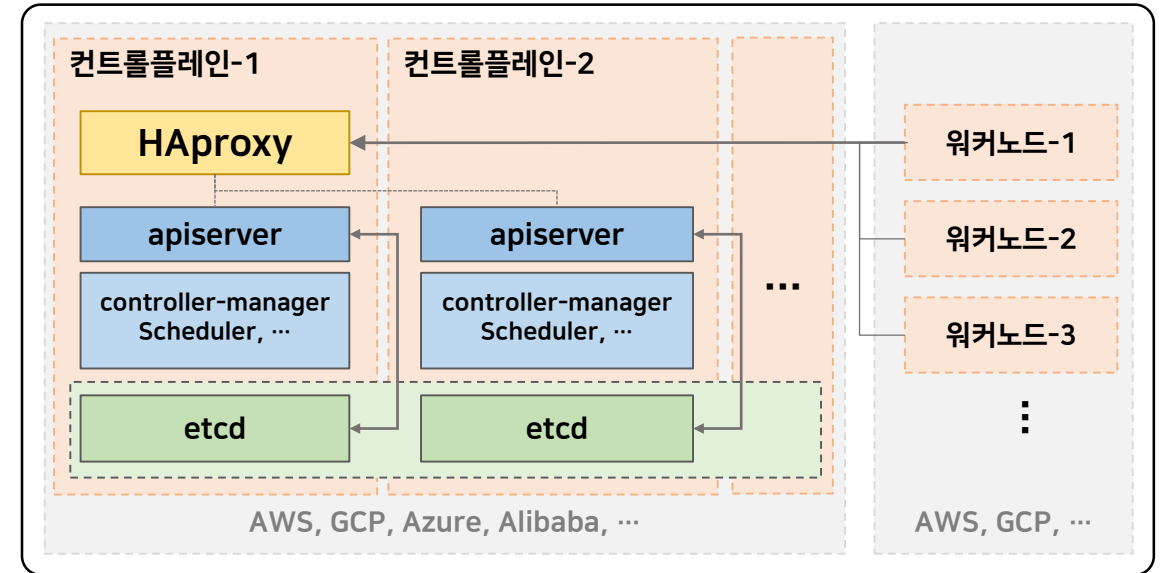 컨트롤플레인-1
컨트롤플레인-2
HAproxy
apiserver
apiserver
controller-manager
Scheduler, …
controller-manager
Scheduler, …
…
etcd
etcd
AWS, GCP, Azure, Alibaba, …
워커노드-1
워커노드-2
워커노드-3
⋮
AWS, GCP, …